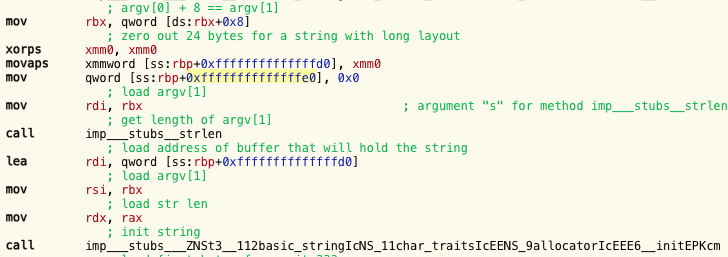 ; argv[0] + 8 == argv[1]
mov rbx, qword [ds:rbx+0x8]
; zero out 24 bytes for a string with long layout
xorps xmm0, xmm0
movaps xmmword [ss:rbp+0xffffffffffffffd0], xmm0
mov qword [ss:rbp+0xffffffffffffffe0], 0x0
; load argv[1]
mov rdi, rbx ; argument "s" for method imp___stubs__strlen
; get length of argv[1]
call imp___stubs__strlen
; load address of buffer that will hold the string
lea rdi, qword [ss:rbp+0xffffffffffffffd0]
; load argv[1]
mov rsi, rbx
; load str len
mov rdx, rax
; init string
call imp___stubs___ZNSt3__112basic_stringIcNS_11char_traitsIcEENS_9allocatorIcEEE6__initEPKcm